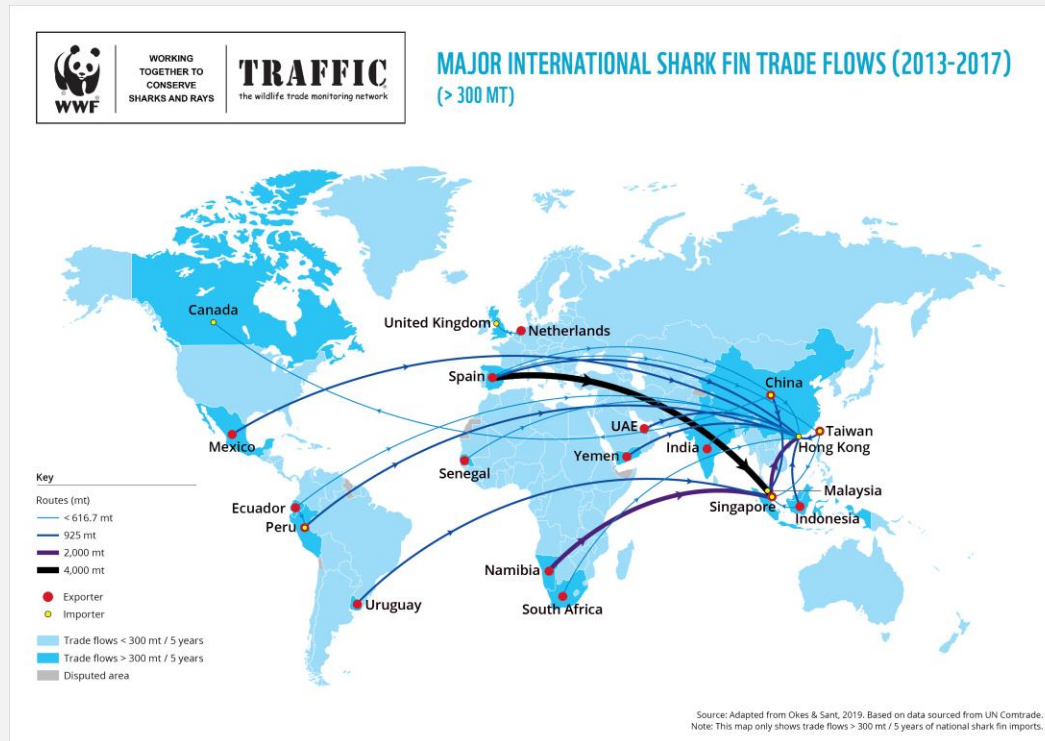 WWF
WORKING
TOGETHER TO
CONSERVE
SHARKS AND RAYS
TRAFFIC
the wildlife trade monitoring network
MAJOR INTERNATIONAL SHARK FIN TRADE FLOWS (2013-2017)
(> 300 MT)
Canada
United Kingdom
Netherlands
Spain
China
Mexico
UAE
Taiwan
Hong Kong
Senegal
Yemen
India
Malaysia
Ecuador
Singapore
Indonesia
Peru
Namibia
Uruguay
South Africa
Key
Routes (mt)
< 616.7 mt
925 mt
2,000 mt
4,000 mt
Exporter
Importer
Trade flows < 300 mt / 5 years
Trade flows > 300 mt / 5 years
Disputed area
Source: Adapted from Okes & Sant, 2019. Based on data sourced from UN Comtrade.
Note: This map only shows trade flows > 300 mt / 5 years of national shark fin imports.